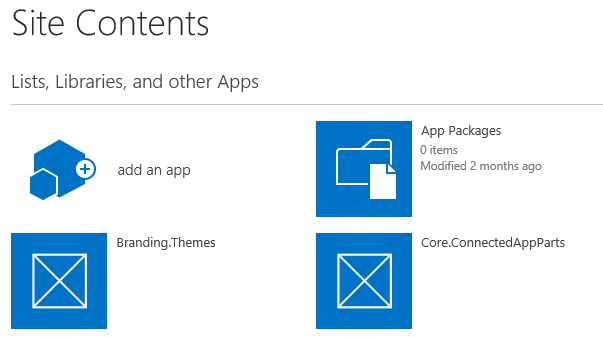 Site Contents
Lists, Libraries, and other Apps
add an app
App Packages
0 items
Modified 2 months ago
Branding.Themes
Core.ConnectedAppParts